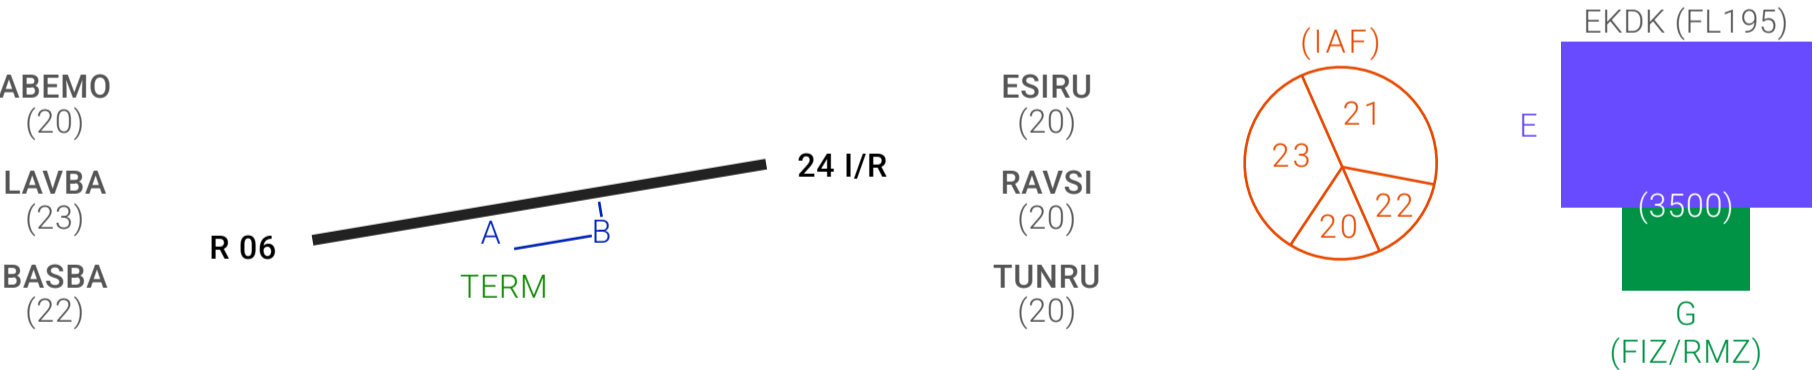 ABEMO
(20)
LAVBA
(23)
BASBA
(22)
R 06
24 I/R
A
B
TERM
ESIRU
(20)
RAVSI
(20)
TUNRU
(20)
(IAF)
21
23
22
20
EKDK (FL195)
E
(3500)
G
(FIZ/RMZ)